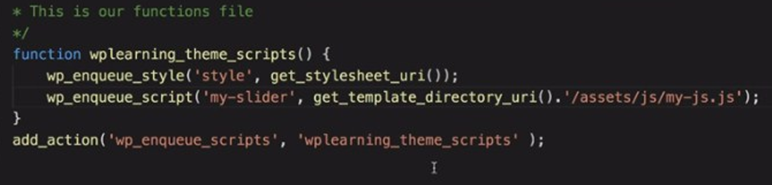 * This is our functions file
*/
function wplearning_theme_scripts() {
wp_enqueue_style('style', get_stylesheet_uri());
wp_enqueue_script('my-slider', get_template_directory_uri().'/assets/js/my-js.js');
}
add_action('wp_enqueue_scripts', 'wplearning_theme_scripts' );